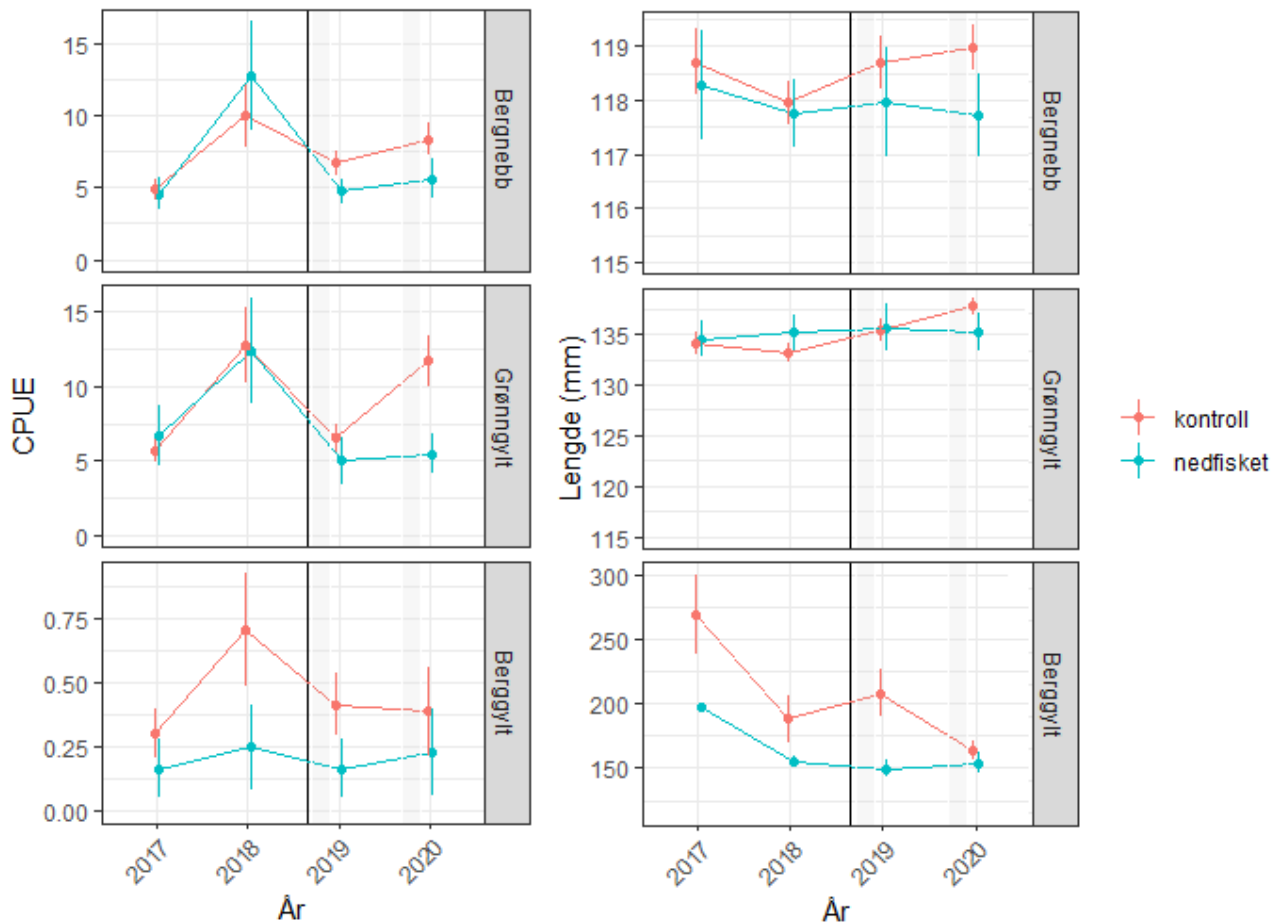 CPUE
15
10
5
0
Bergnebb
15
10
5
0
Grønngylt
0.75
0.50
0.25
0.00
Berggylt
2017
2018
2019
2020
År
Lengde (mm)
119
118
117
116
115
Bergnebb
135
130
125
120
115
Grønngylt
300
250
200
150
Berggylt
2017
2018
2019
2020
År
kontroll
nedfisket